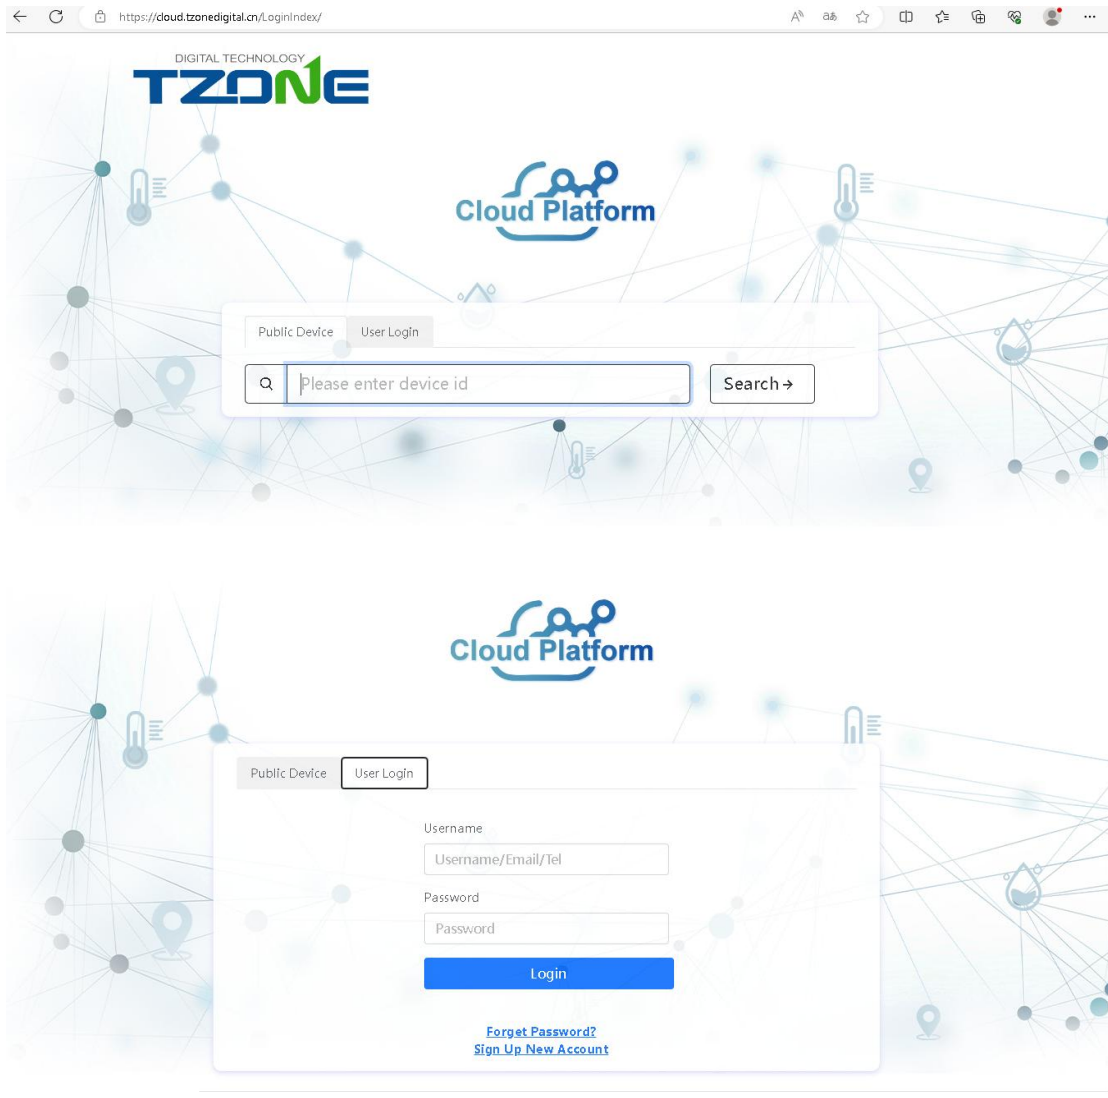 https://cloud.tzonedigital.cn/LoginIndex/
DIGITAL TECHNOLOGY
TZONE
Cloud Platform
Public Device User Login
Please enter device id Search→
Cloud Platform
Public Device User Login
Username
Username/Email/Tel
Password
Password
Login
Forget Password?
Sign Up New Account